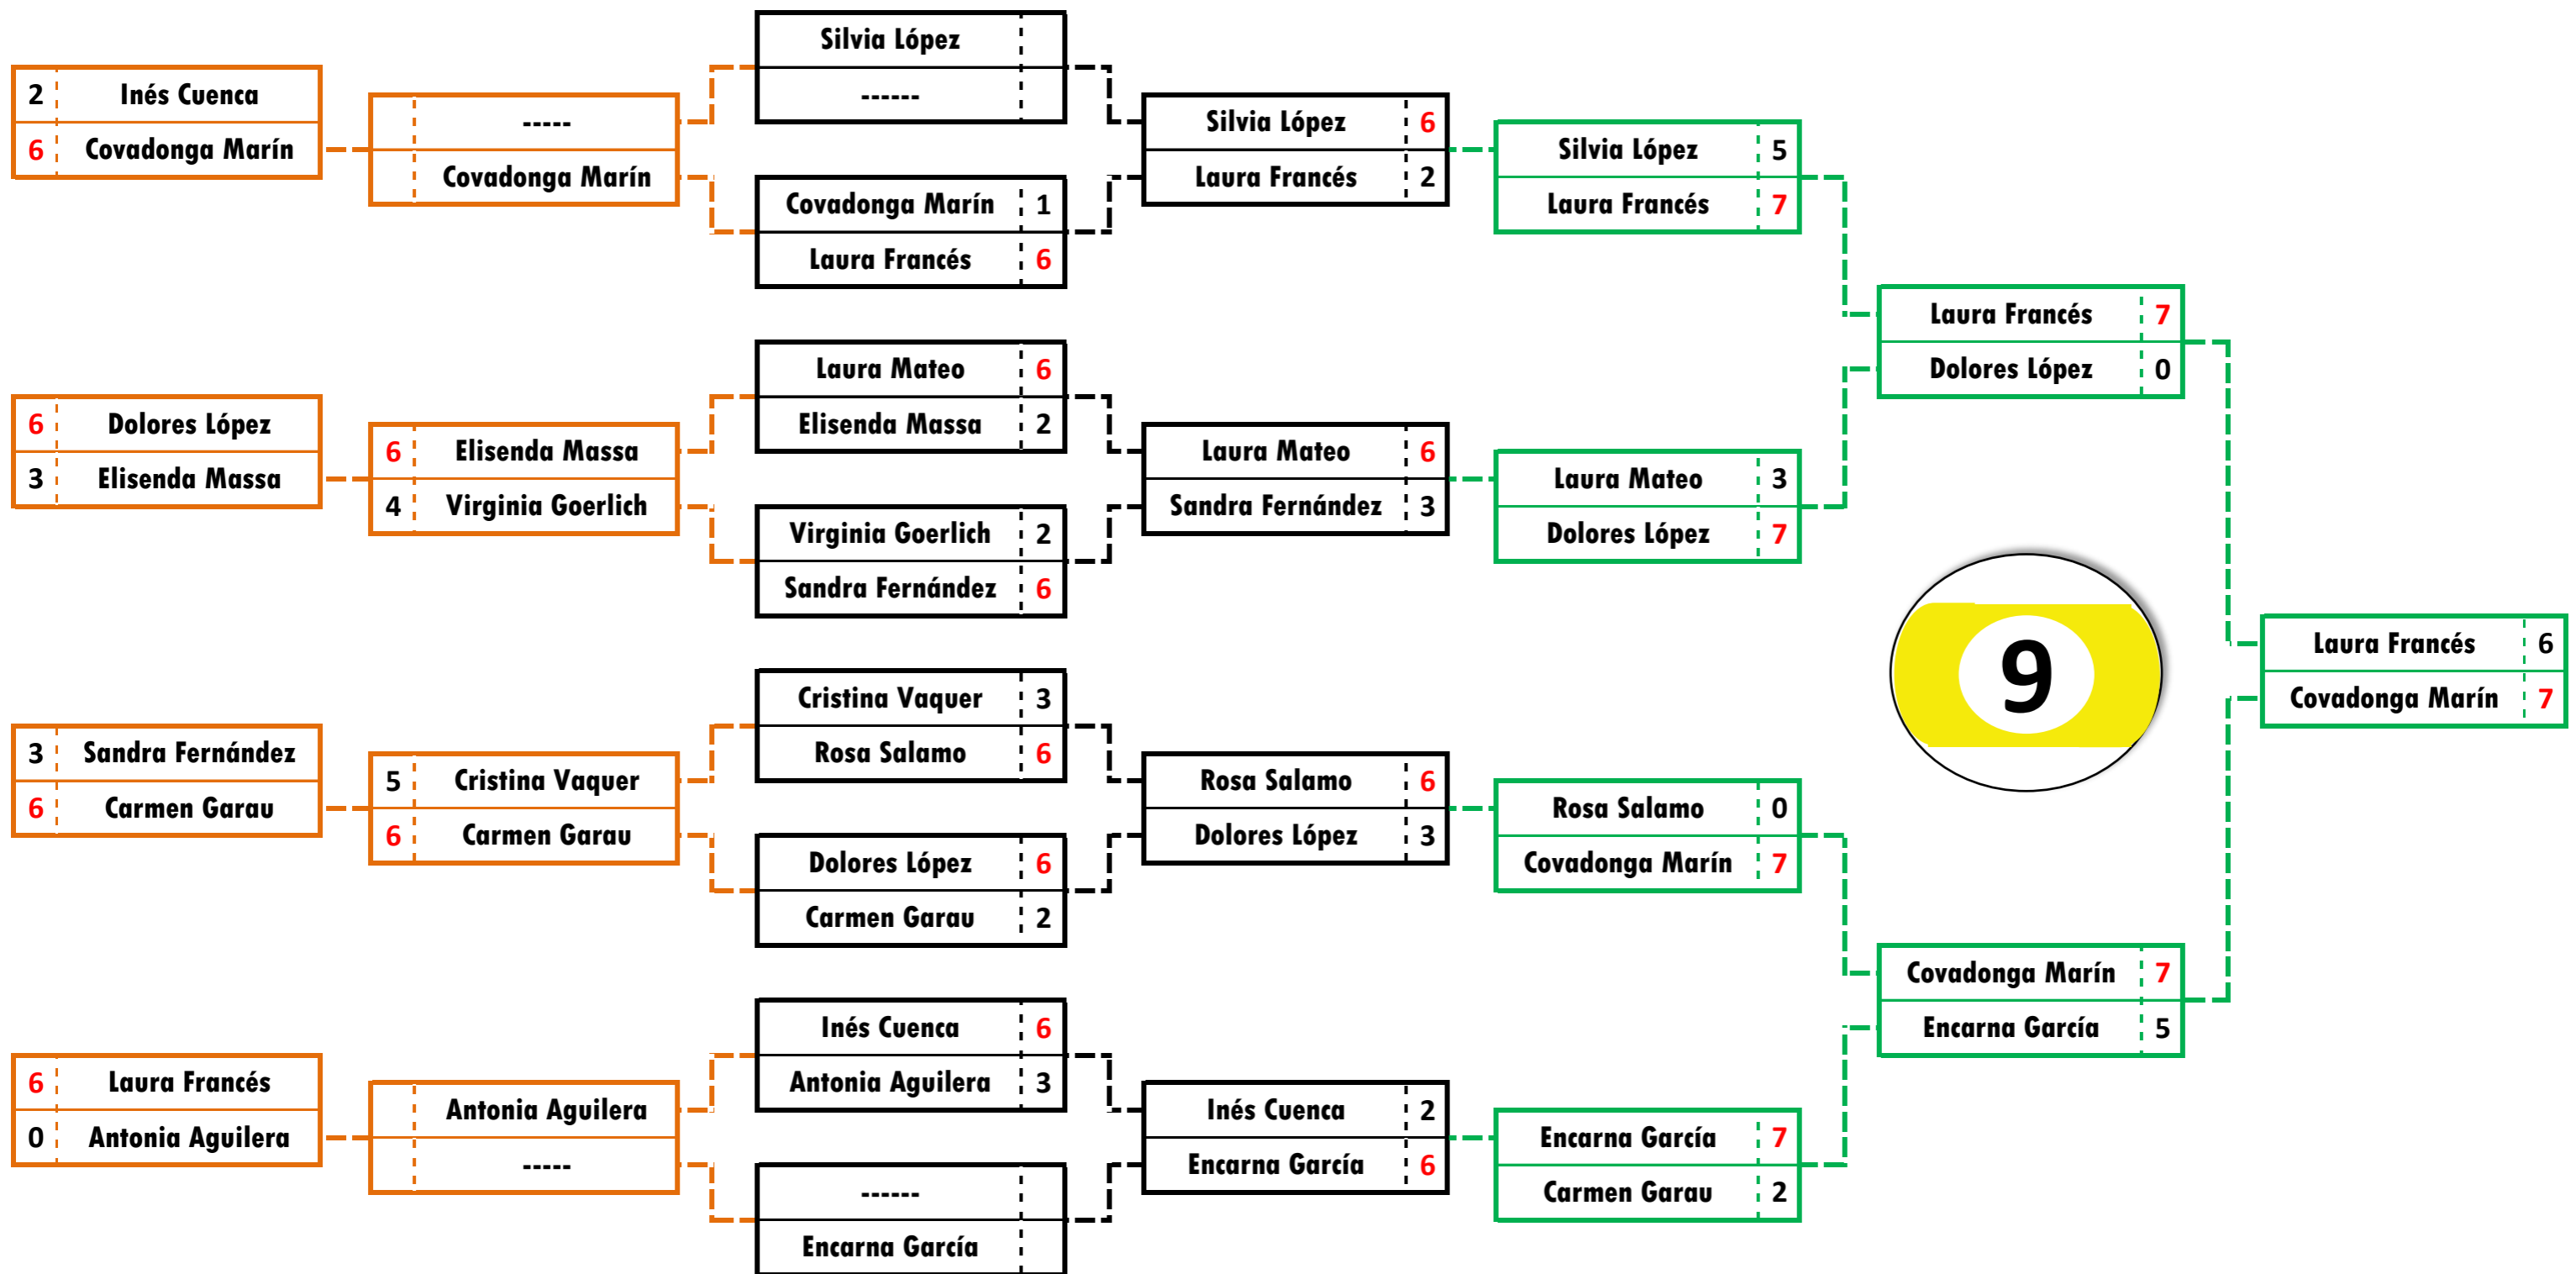 2 Inés Cuenca
6 Covadonga Marín
6 Dolores López
3 Elisenda Massa
3 Sandra Fernández
6 Carmen Garau
6 Laura Francés
0 Antonia Aguilera
-----
Covadonga Marín
6 Elisenda Massa
4 Virginia Goerlich
5 Cristina Vaquer
6 Carmen Garau
Antonia Aguilera
-----
Silvia López
------
Covadonga Marín 1
Laura Francés 6
Laura Mateo 6
Elisenda Massa 2
Virginia Goerlich 2
Sandra Fernández 6
Cristina Vaquer 3
Rosa Salamo 6
Dolores López 6
Carmen Garau 2
Inés Cuenca 6
Antonia Aguilera 3
------
Encarna García
Silvia López 6
Laura Francés 2
Laura Mateo 6
Sandra Fernández 3
Rosa Salamo 6
Dolores López 3
Inés Cuenca 2
Encarna García 6
Silvia López 5
Laura Francés 7
Laura Mateo 3
Dolores López 7
Rosa Salamo 0
Covadonga Marín 7
Encarna García 7
Carmen Garau 2
Laura Francés 7
Dolores López 0
9
Covadonga Marín 7
Encarna García 5
Laura Francés 6
Covadonga Marín 7